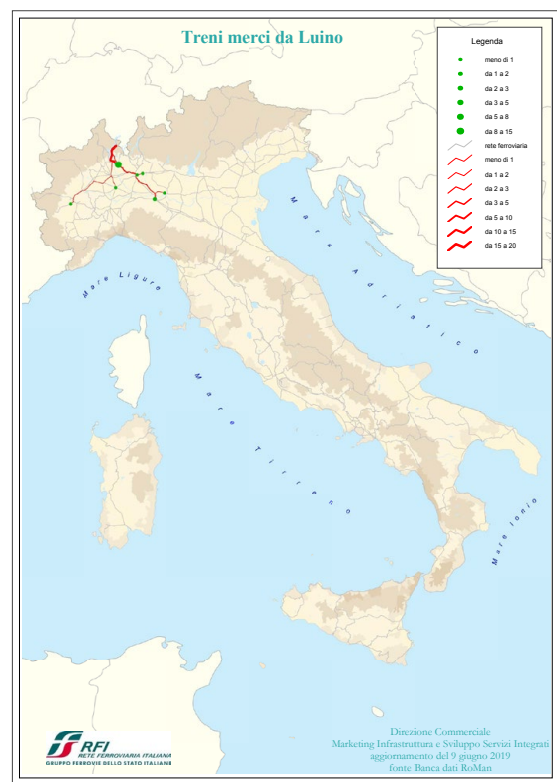 Treni merci da Luino
Legenda
meno di 1
da 1 a 2
da 2 a 3
da 3 a 5
da 5 a 8
da 8 a 15
rete ferroviaria
meno di 1
da 1 a 2
da 2 a 3
da 3 a 5
da 5 a 10
da 10 a 15
da 15 a 20
Mare Adriatico
Mare Ligure
Mare Tirreno
Mare Ionio
RFI
RETE FERROVIARIA ITALIANA
GRUPPO FERROVIE DELLO STATO ITALIANE
Direzione Commerciale
Marketing Infrastruttura e Sviluppo Servizi Integrati
aggiornamento del 9 giugno 2019
fonte Banca dati RoMan